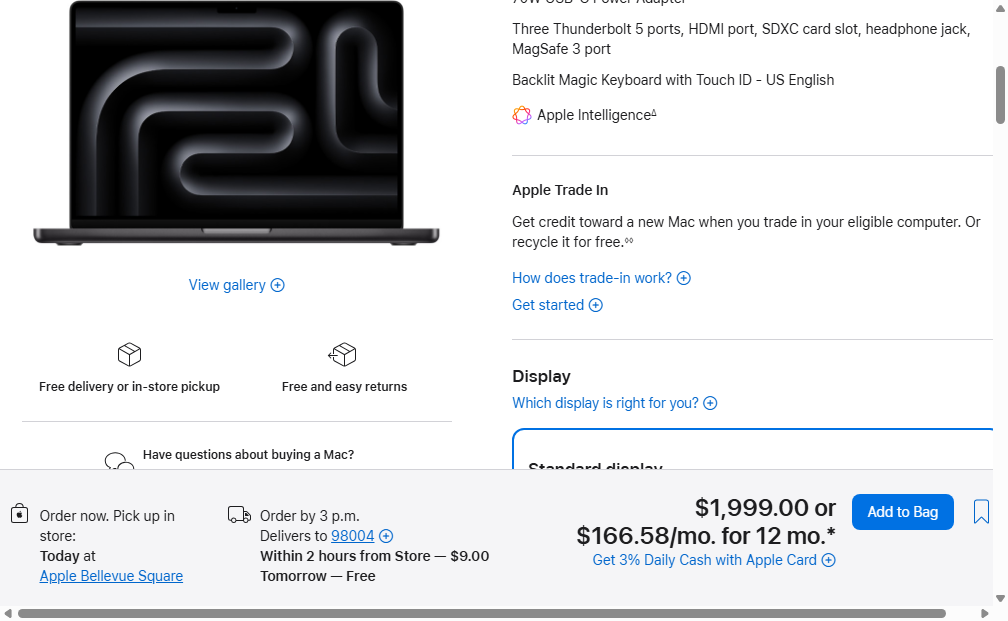 70W USB-C Power Adapter
Three Thunderbolt 5 ports, HDMI port, SDXC card slot, headphone jack,
MagSafe 3 port
Backlit Magic Keyboard with Touch ID - US English
Apple Intelligence∆
Apple Trade In
Get credit toward a new Mac when you trade in your eligible computer. Or
recycle it for free.◊◊
How does trade-in work?
Get started
View gallery
Free delivery or in-store pickup
Free and easy returns
Display
Which display is right for you?
Have questions about buying a Mac?
Standard display
Order now. Pick up in
store:
Today at
Apple Bellevue Square
Order by 3 p.m.
Delivers to 98004
Within 2 hours from Store — $9.00
Tomorrow — Free
$1,999.00 or
$166.58/mo. for 12 mo.*
Get 3% Daily Cash with Apple Card
Add to Bag